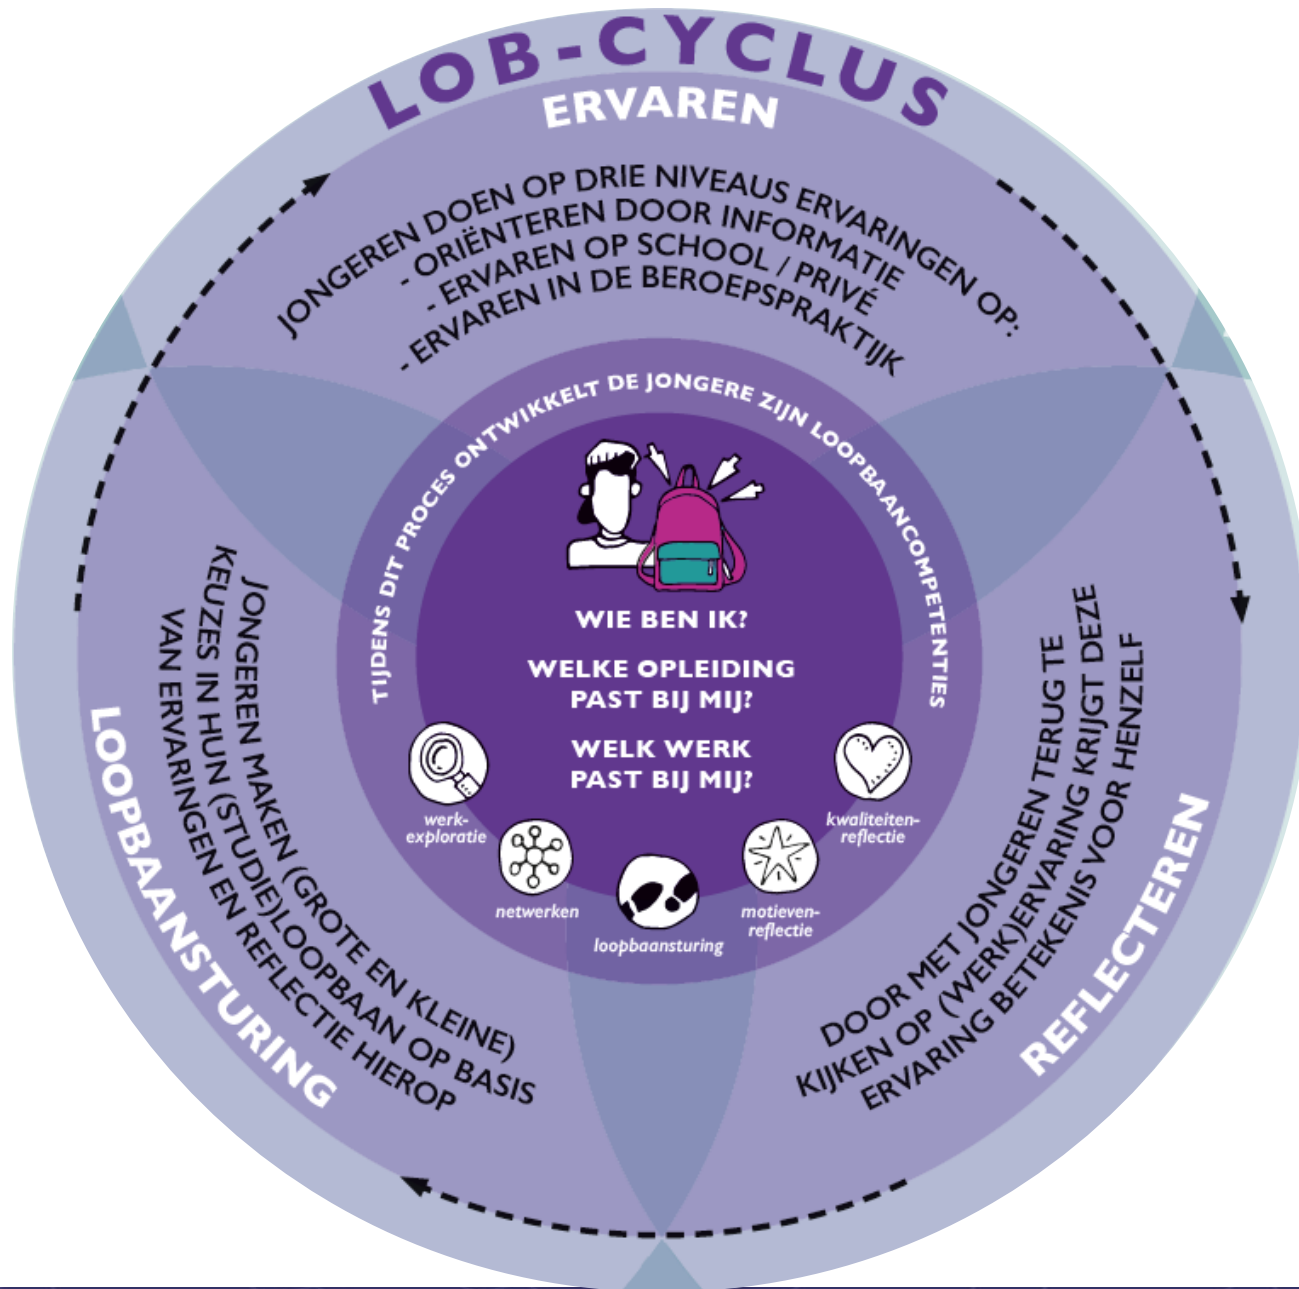 LOB-CYCLUS
ERVAREN
JONGEREN DOEN OP DRIE NIVEAUS ERVARINGEN OP:
- ORIËNTEREN DOOR INFORMATIE
- ERVAREN OP SCHOOL / PRIVÉ
- ERVAREN IN DE BEROEPSPRAKTIJK
TIJDENS DIT PROCES ONTWIKKELT DE JONGERE ZIJN LOOPBAANCOMPETENTIES
WIE BEN IK?
WELKE OPLEIDING
PAST BIJ MIJ?
WELK WERK
PAST BIJ MIJ?
werk-
exploratie
netwerken
loopbaansturing
motieven-
reflectie
kwaliteiten-
reflectie
DOOR MET JONGEREN TERUG TE
KIJKEN OP (WERK)ERVARING KRIJGT DEZE
ERVARING BETEKENIS VOOR HENZELF
REFLECTEREN
JONGEREN MAKEN (GROTE EN KLEINE)
KEUZES IN HUN (STUDIE)LOOPBAAN OP BASIS
VAN ERVARINGEN EN REFLECTIE HIEROP
LOOPBAANSTURING